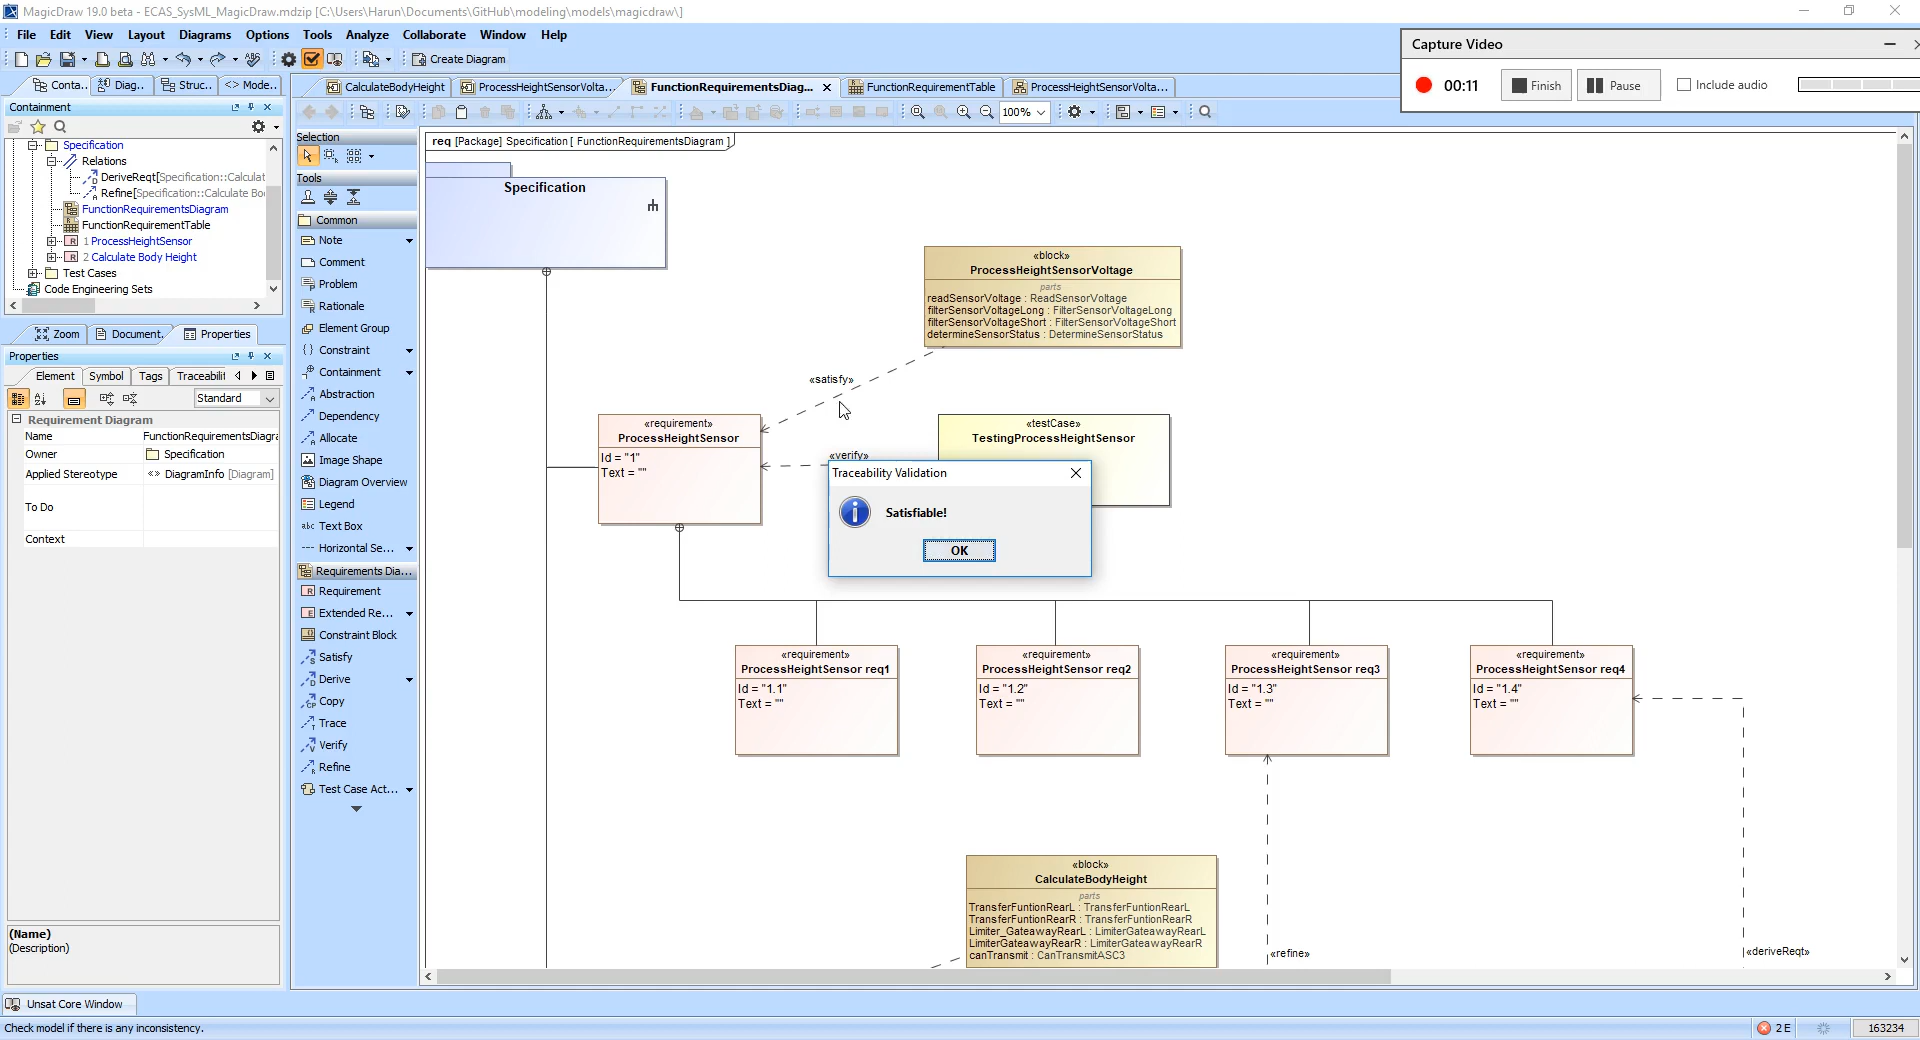 MagicDraw 19.0 beta - ECAS_SysML_MagicDraw.mdzip [C:\Users\Harun\Documents\GitHub\modeling\models\magicdraw\]
File Edit View Layout Diagrams Options Tools Analyze Collaborate Window Help
Create Diagram
Capture Video
00:11
Finish
Pause
Include audio
Conta..
Diag..
Struc..
Mode..
CalculateBodyHeight
ProcessHeightSensorVolta...
FunctionRequirementsDiag...
FunctionRequirementTable
ProcessHeightSensorVolta...
Containment
100%
Specification
Relations
DeriveReqt[Specification::Calculat
Refine[Specification::Calculate Bo
FunctionRequirementsDiagram
FunctionRequirementTable
1 ProcessHeightSensor
2 Calculate Body Height
Test Cases
Code Engineering Sets
Zoom
Document.
Properties
Properties
Element
Symbol
Tags
Traceabilit
Standard
Requirement Diagram
Name FunctionRequirementsDiagra
Owner Specification
Applied Stereotype «» DiagramInfo [Diagram]
To Do
Context
(Name)
(Description)
Selection
Tools
Common
Note
Comment
Problem
Rationale
Element Group
{} Constraint
Containment
Abstraction
Dependency
Allocate
Image Shape
Diagram Overview
Legend
abc Text Box
Horizontal Se...
Requirements Dia...
Requirement
Extended Re...
Constraint Block
Satisfy
Derive
Copy
Trace
Verify
Refine
Test Case Act...
req [Package] Specification [ FunctionRequirementsDiagram ]
Specification
«block»
ProcessHeightSensorVoltage
parts
readSensorVoltage : ReadSensorVoltage
filterSensorVoltageLong : FilterSensorVoltageLong
filterSensorVoltageShort : FilterSensorVoltageShort
determineSensorStatus : DetermineSensorStatus
«satisfy»
«requirement»
ProcessHeightSensor
Id = "1"
Text = ""
«testCase»
TestingProcessHeightSensor
«verify»
Traceability Validation
Satisfiable!
OK
«requirement»
ProcessHeightSensor req1
Id = "1.1"
Text = ""
«requirement»
ProcessHeightSensor req2
Id = "1.2"
Text = ""
«requirement»
ProcessHeightSensor req3
Id = "1.3"
Text = ""
«requirement»
ProcessHeightSensor req4
Id = "1.4"
Text = ""
«block»
CalculateBodyHeight
parts
TransferFuntionRearL : TransferFuntionRearL
TransferFuntionRearR : TransferFuntionRearR
Limiter_GateawayRearL : LimiterGateawayRearL
LimiterGateawayRearR : LimiterGateawayRearR
canTransmit : CanTransmitASC3
«refine»
«deriveReqt»
Unsat Core Window
Check model if there is any inconsistency.
2 E
163234